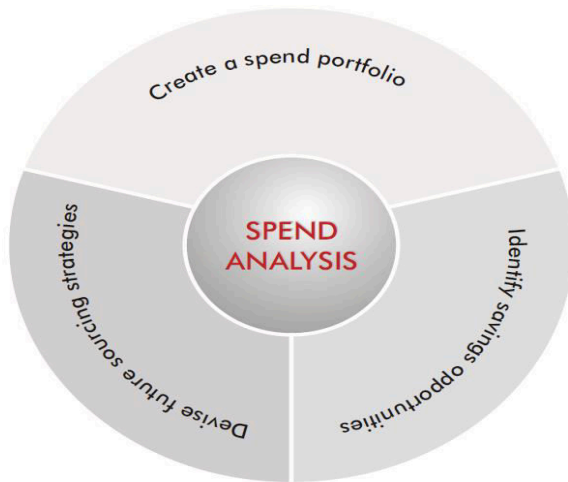 Create a spend portfolio
SPEND
ANALYSIS
Identify savings opportunities
Devise future sourcing strategies